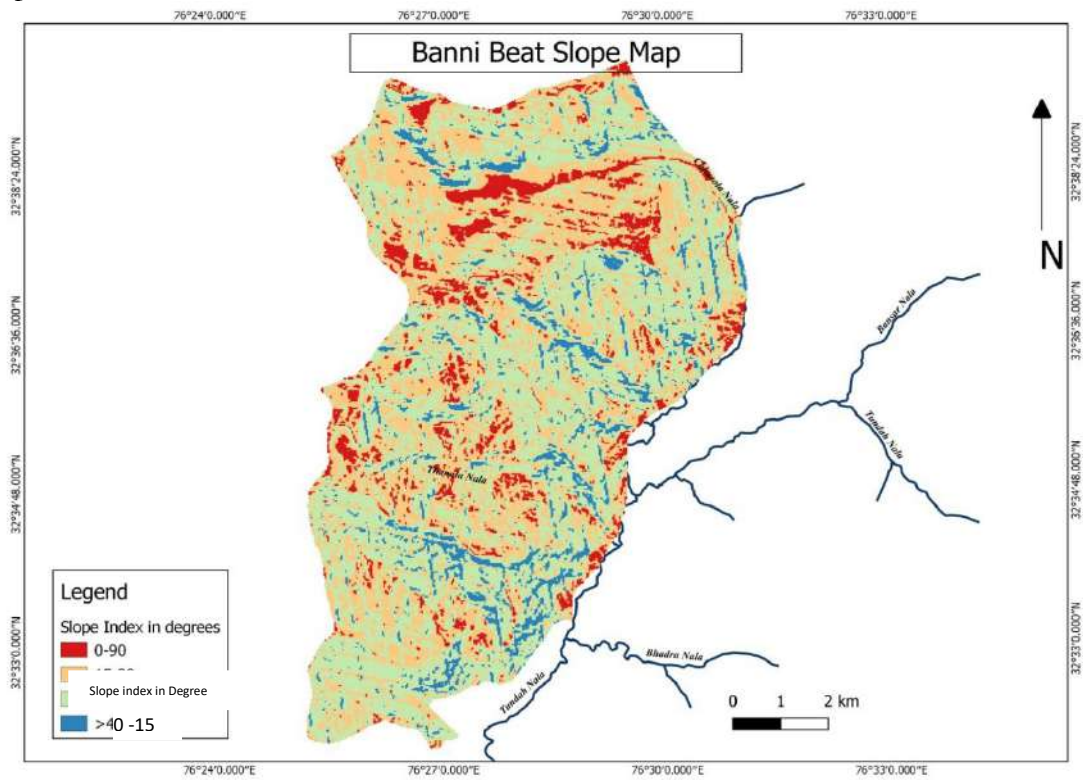 76°24'0.000"E 76°27'0.000"E 76°30'0.000"E 76°33'0.000"E
Banni Beat Slope Map
32°38'24.000"N
32°38'24.000"N
Nala
N
Bansar Nala
32°36'36.000"N
32°36'36.000"N
Tundah Nala
Nala
32°34'48.000"N
32°34'48.000"N
Legend
Slope Index in degrees
0-90
Slope index in Degree
>40 -15
32°33'0.000"N
32°33'0.000"N
Bhadra Nala
Tundah Nala
0 1 2 km
76°24'0.000"E 76°27'0.000"E 76°30'0.000"E 76°33'0.000"E